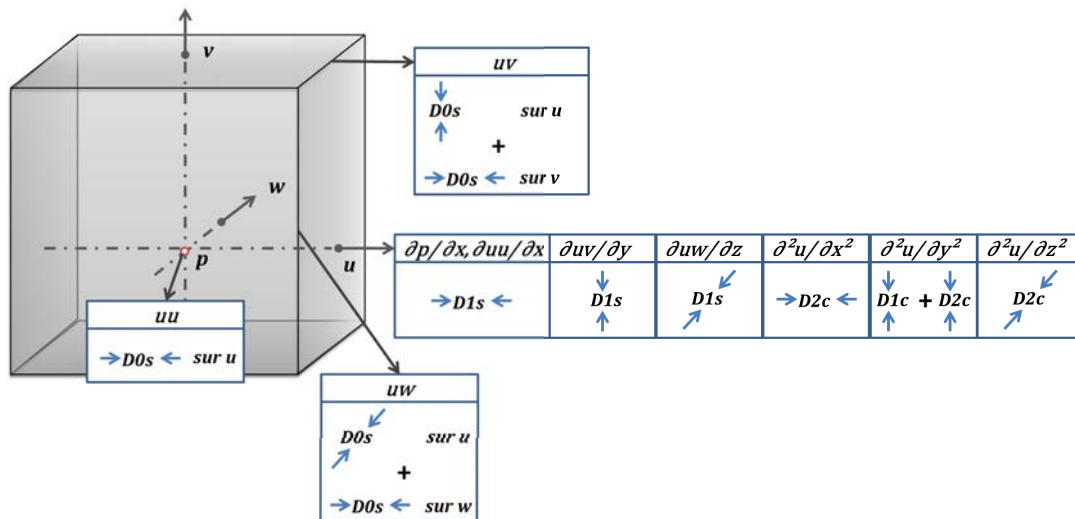 v
uv
D0s sur u
+
D0s sur v
w
p
u
∂p/∂x, ∂uu/∂x ∂uv/∂y ∂uw/∂z ∂²u/∂x² ∂²u/∂y² ∂²u/∂z²
D1s D1s D1s D2c D1c + D2c D2c
uu
D0s sur u
uw
D0s sur u
+
D0s sur w